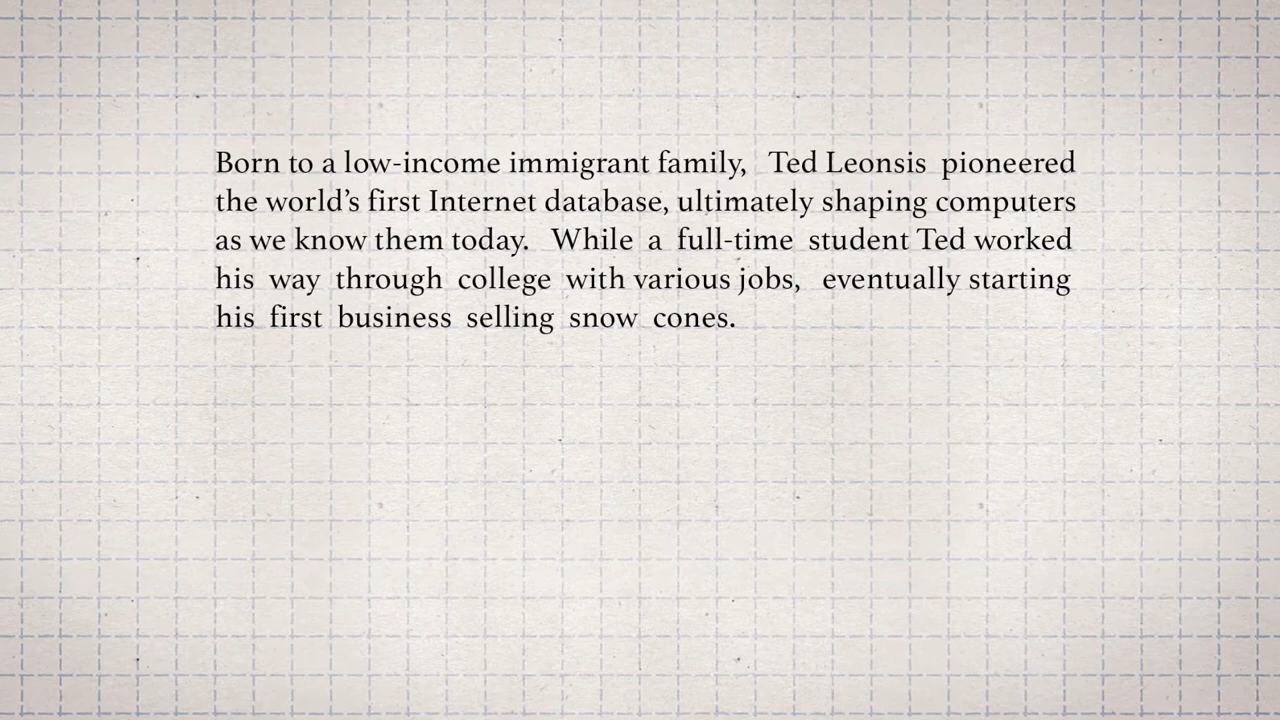 Born to a low-income immigrant family, Ted Leonsis pioneered
the world's first Internet database, ultimately shaping computers
as we know them today. While a full-time student Ted worked
his way through college with various jobs, eventually starting
his first business selling snow cones.